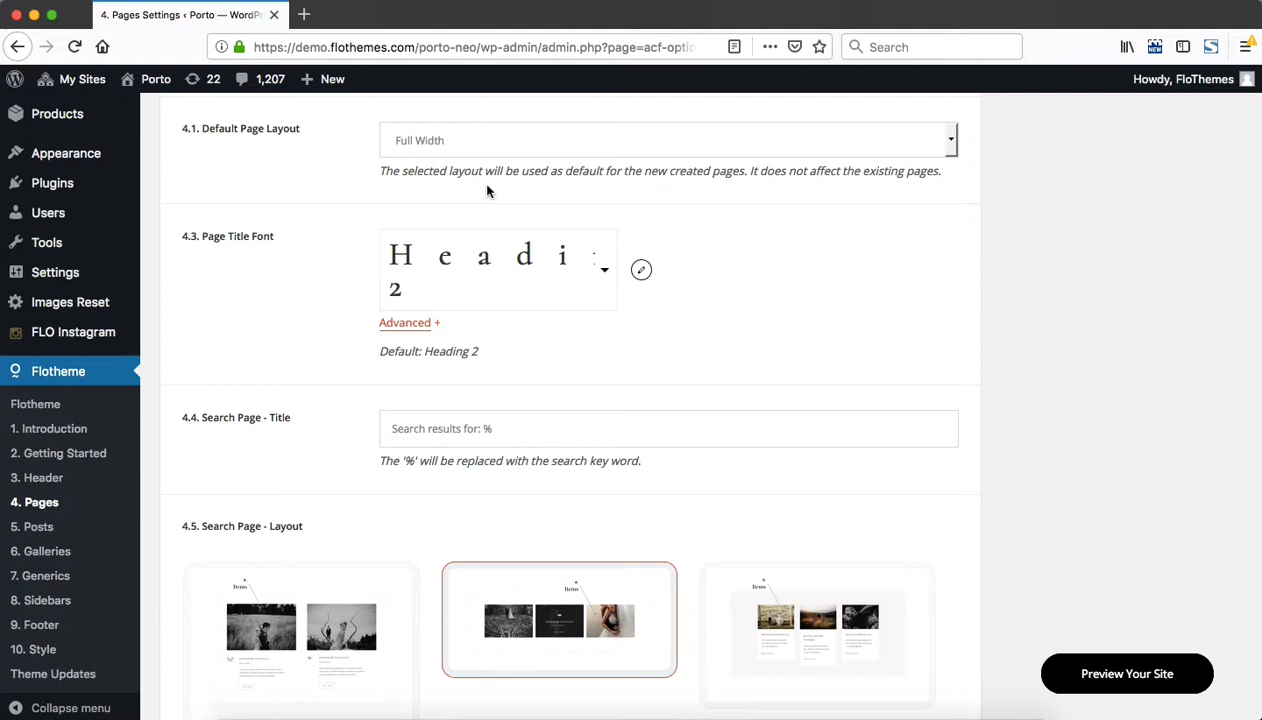 4. Pages Settings ‹ Porto — WordPr
https://demo.flothemes.com/porto-neo/wp-admin/admin.php?page=acf-optio
Search
My Sites
Porto
22
1,207
New
Howdy, FloThemes
Products
Appearance
Plugins
Users
Tools
Settings
Images Reset
FLO Instagram
Flotheme
Flotheme
1. Introduction
2. Getting Started
3. Header
4. Pages
5. Posts
6. Galleries
7. Generics
8. Sidebars
9. Footer
10. Style
Theme Updates
Collapse menu
4.1. Default Page Layout
Full Width
The selected layout will be used as default for the new created pages. It does not affect the existing pages.
4.3. Page Title Font
Headi
2
Advanced +
Default: Heading 2
4.4. Search Page - Title
Search results for: %
The '%' will be replaced with the search key word.
4.5. Search Page - Layout
Items
Items
Items
Preview Your Site